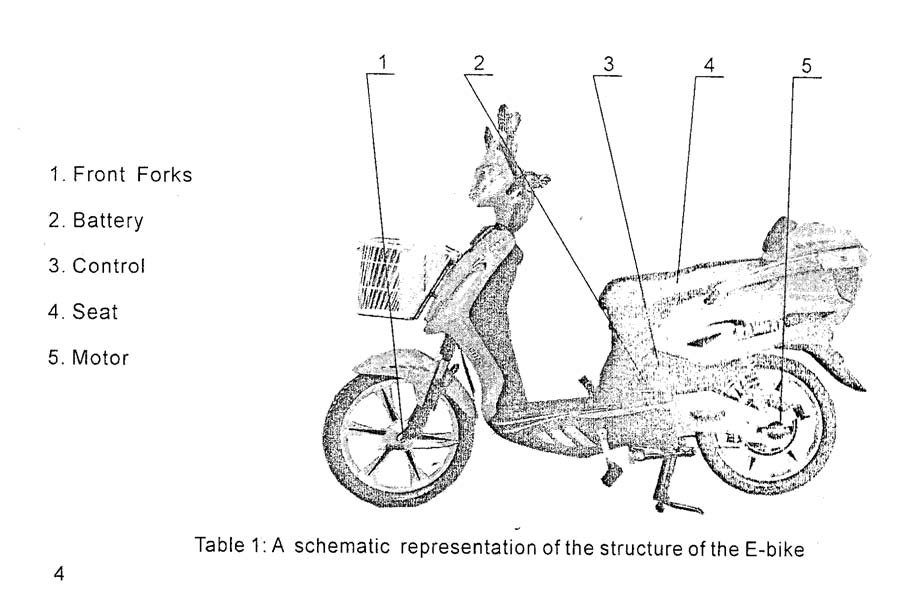 1 2 3 4 5
1. Front Forks
2. Battery
3. Control
4. Seat
5. Motor
Table 1: A schematic representation of the structure of the E-bike
4